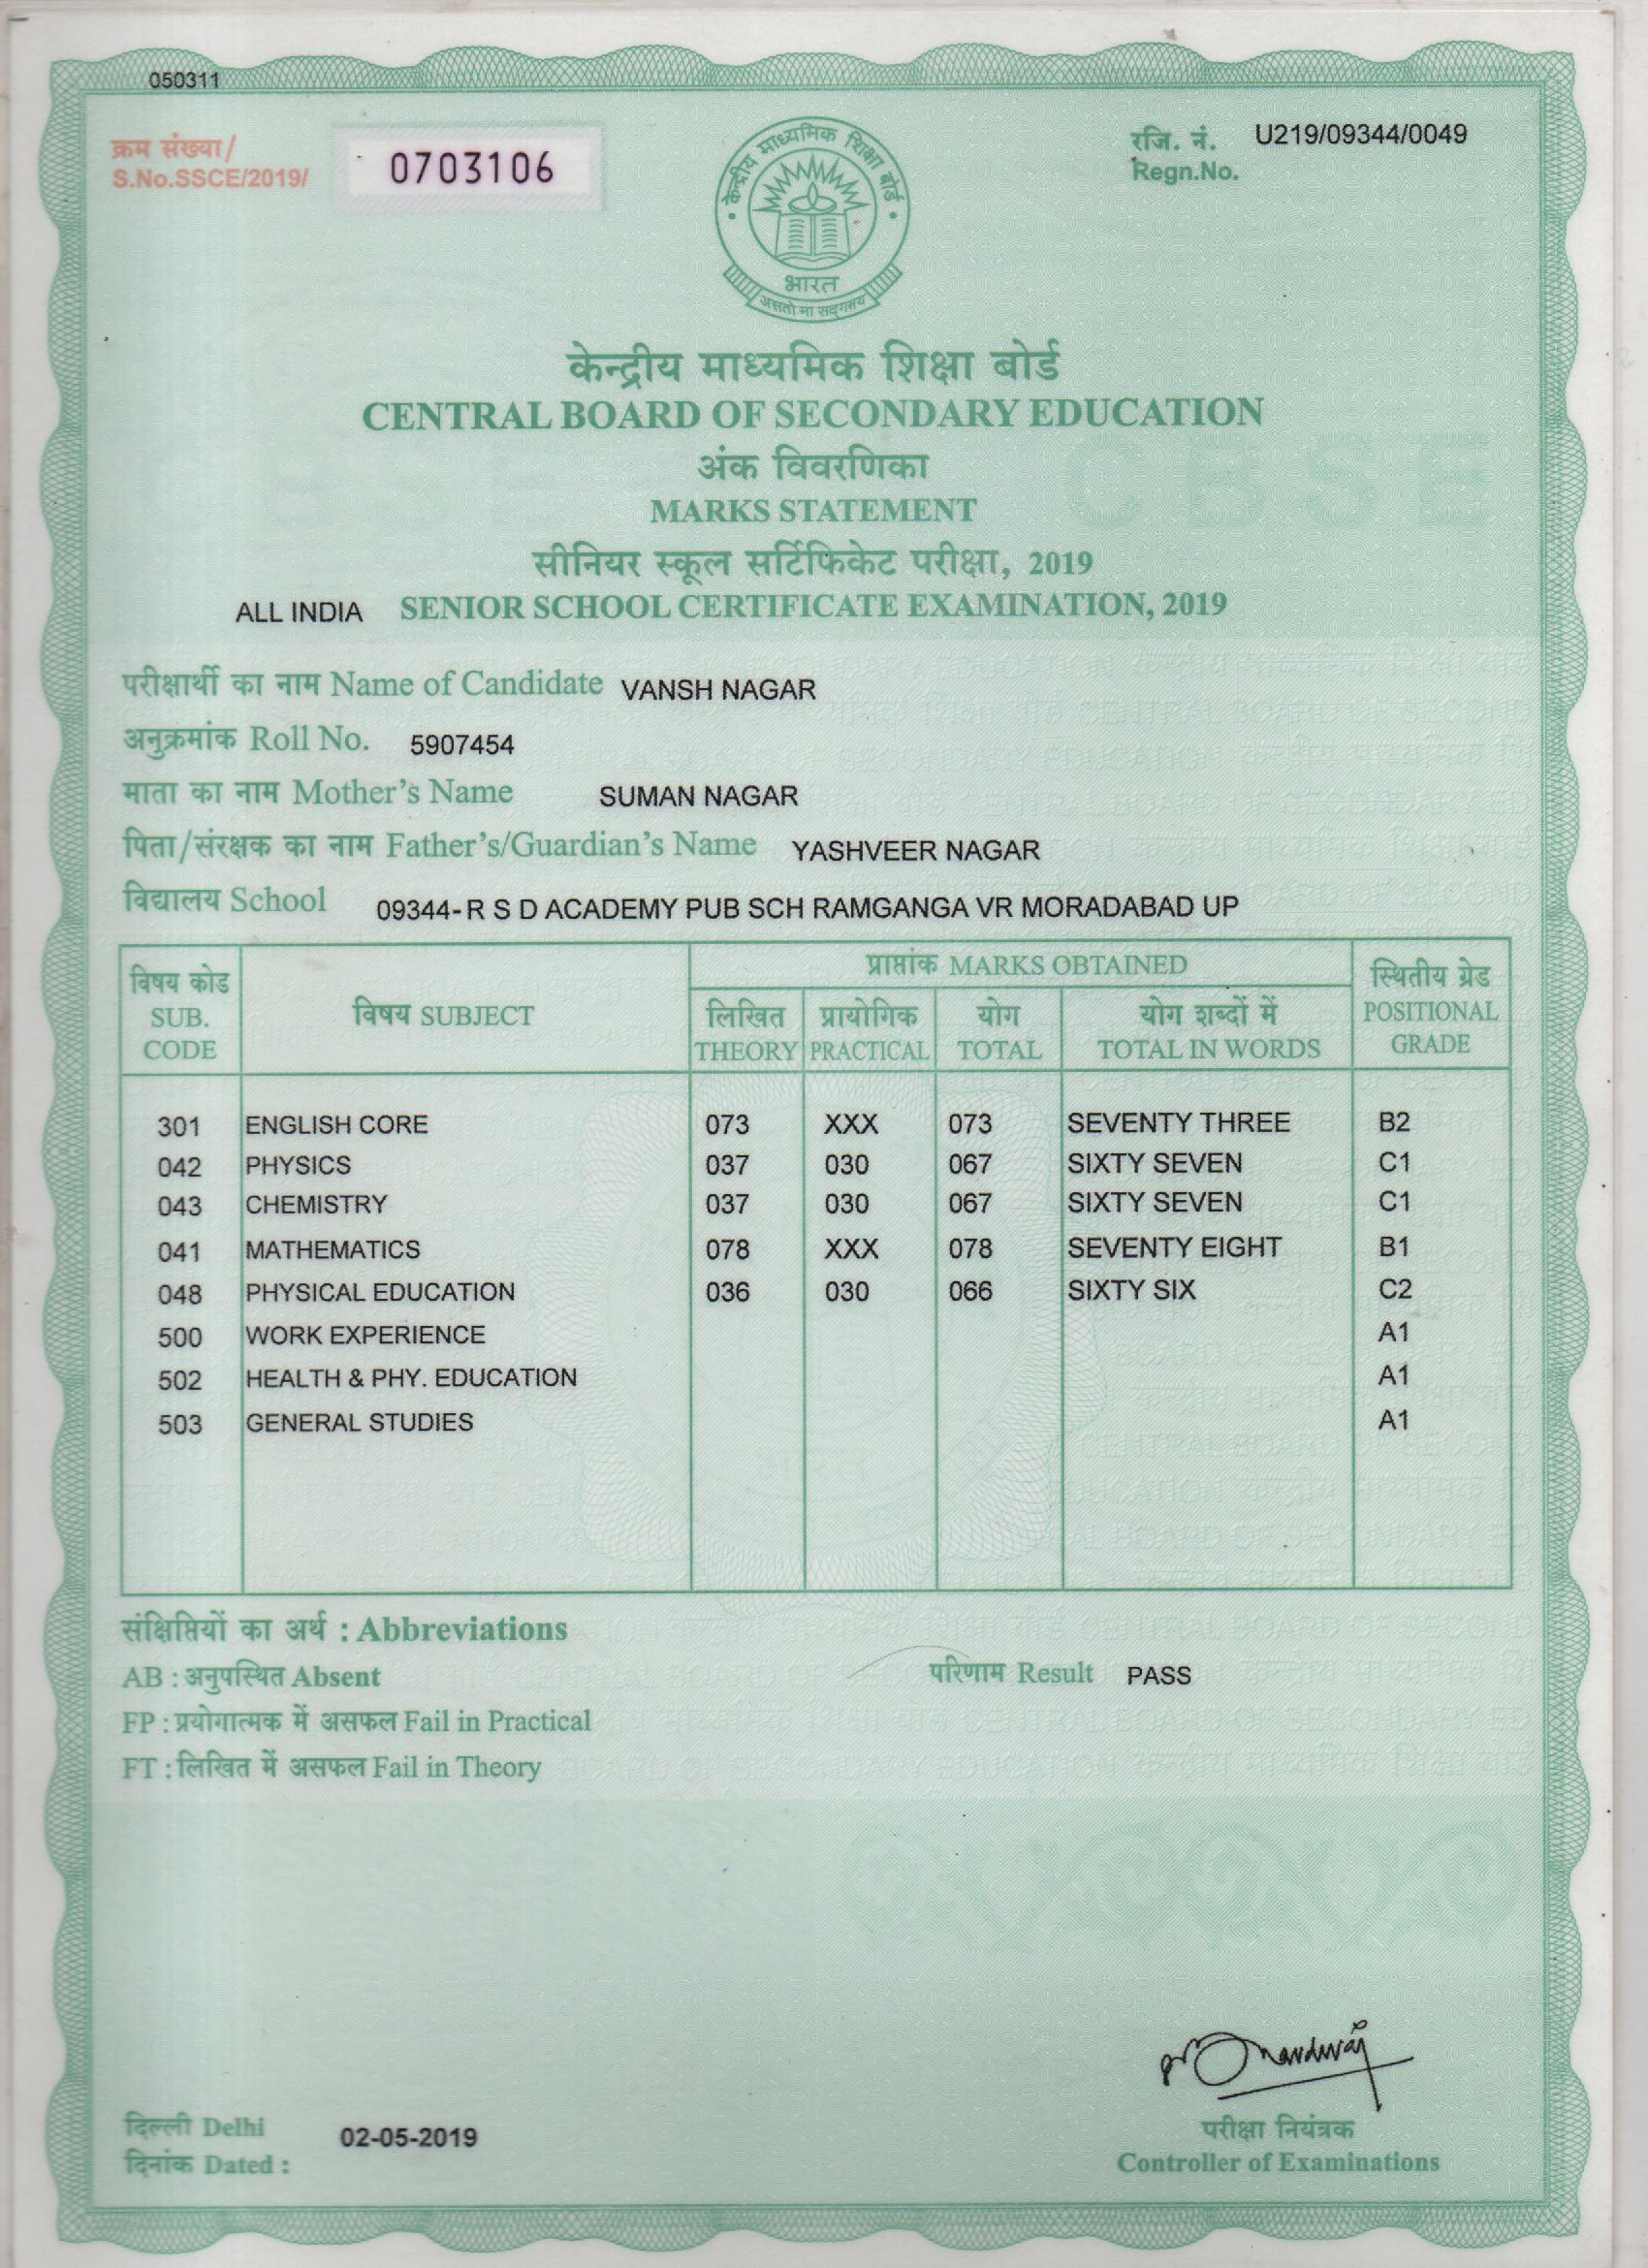 050311
क्रम संख्या/
S.No.SSCE/2019/ 0703106
रजि. नं. U219/09344/0049
Regn.No.
केन्द्रीय माध्यमिक शिक्षा बोर्ड
भारत
असतो मा सद्गमय
केन्द्रीय माध्यमिक शिक्षा बोर्ड
CENTRAL BOARD OF SECONDARY EDUCATION
अंक विवरणिका
CBSE
MARKS STATEMENT
सीनियर स्कूल सर्टिफिकेट परीक्षा, 2019
ALL INDIA SENIOR SCHOOL CERTIFICATE EXAMINATION, 2019
परीक्षार्थी का नाम Name of Candidate VANSH NAGAR
अनुक्रमांक Roll No. 5907454
माता का नाम Mother's Name SUMAN NAGAR
पिता/संरक्षक का नाम Father's/Guardian's Name YASHVEER NAGAR
विद्यालय School 09344-R S D ACADEMY PUB SCH RAMGANGA VR MORADABAD UP
विषय कोड SUB. CODE विषय SUBJECT प्राप्तांक MARKS OBTAINED स्थितीय ग्रेड POSITIONAL GRADE
लिखित THEORY प्रायोगिक PRACTICAL योग TOTAL योग शब्दों में TOTAL IN WORDS
301 ENGLISH CORE 073 XXX 073 SEVENTY THREE B2
042 PHYSICS 037 030 067 SIXTY SEVEN C1
043 CHEMISTRY 037 030 067 SIXTY SEVEN C1
041 MATHEMATICS 078 XXX 078 SEVENTY EIGHT B1
048 PHYSICAL EDUCATION 036 030 066 SIXTY SIX C2
500 WORK EXPERIENCE A1
502 HEALTH & PHY. EDUCATION A1
503 GENERAL STUDIES A1
संक्षिप्तियों का अर्थ : Abbreviations
AB : अनुपस्थित Absent
परिणाम Result PASS
FP : प्रयोगात्मक में असफल Fail in Practical
FT : लिखित में असफल Fail in Theory
दिल्ली Delhi
दिनांक Dated : 02-05-2019
परीक्षा नियंत्रक
Controller of Examinations